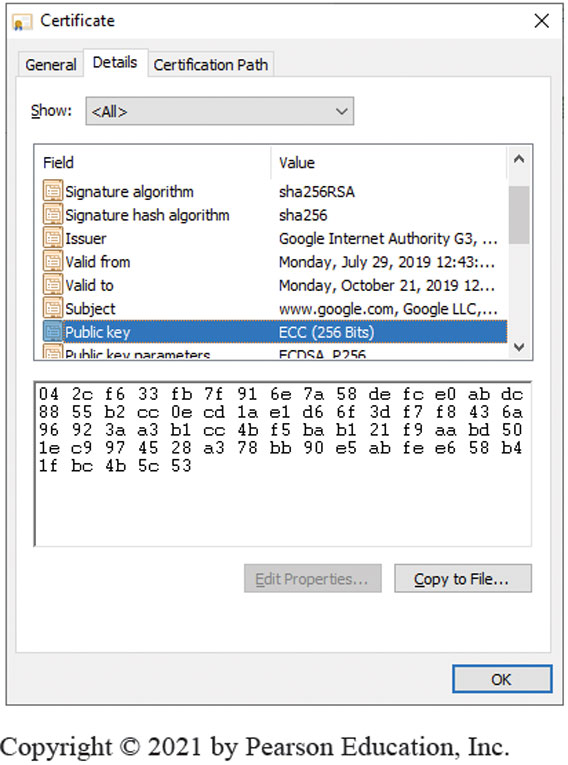 Certificate
General Details Certification Path
Show: <All>
Field Value
Signature algorithm sha256RSA
Signature hash algorithm sha256
Issuer Google Internet Authority G3, ...
Valid from Monday, July 29, 2019 12:43:...
Valid to Monday, October 21, 2019 12...
Subject www.google.com, Google LLC,...
Public key ECC (256 Bits)
Public key parameters ECDSA_P256
04 2c f6 33 fb 7f 91 6e 7a 58 de fc e0 ab dc
88 55 b2 cc 0e cd 1a e1 d6 6f 3d f7 f8 43 6a
96 92 3a a3 b1 cc 4b f5 ba b1 21 f9 aa bd 50
1e c9 97 45 28 a3 78 bb 90 e5 ab fe e6 58 b4
1f bc 4b 5c 53
Edit Properties... Copy to File...
OK
Copyright © 2021 by Pearson Education, Inc.